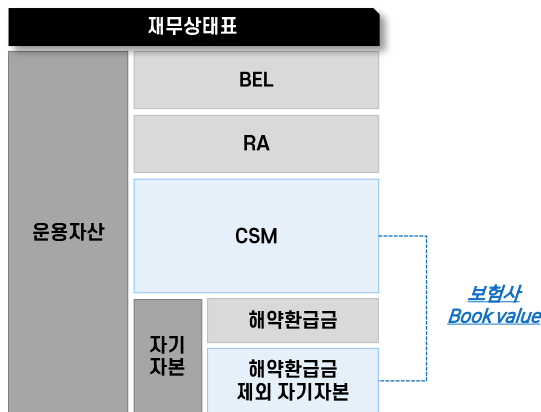 재무상태표
운용자산
BEL
RA
CSM
자기
자본
해약환급금
해약환급금
제외 자기자본
보험사
Book value